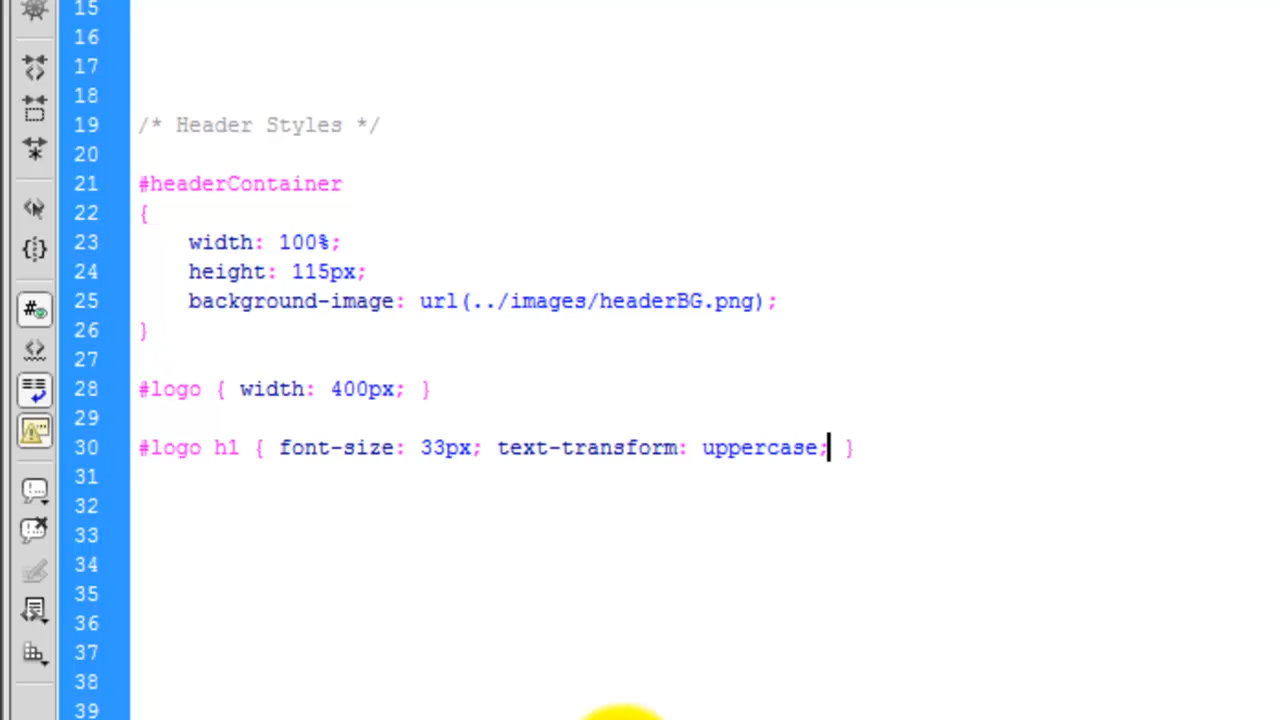 15
16
17
18
19 /* Header Styles */
20
21 #headerContainer
22 {
23 width: 100%;
24 height: 115px;
25 background-image: url(../images/headerBG.png);
26 }
27
28 #logo { width: 400px; }
29
30 #logo h1 { font-size: 33px; text-transform: uppercase; }
31
32
33
34
35
36
37
38
39